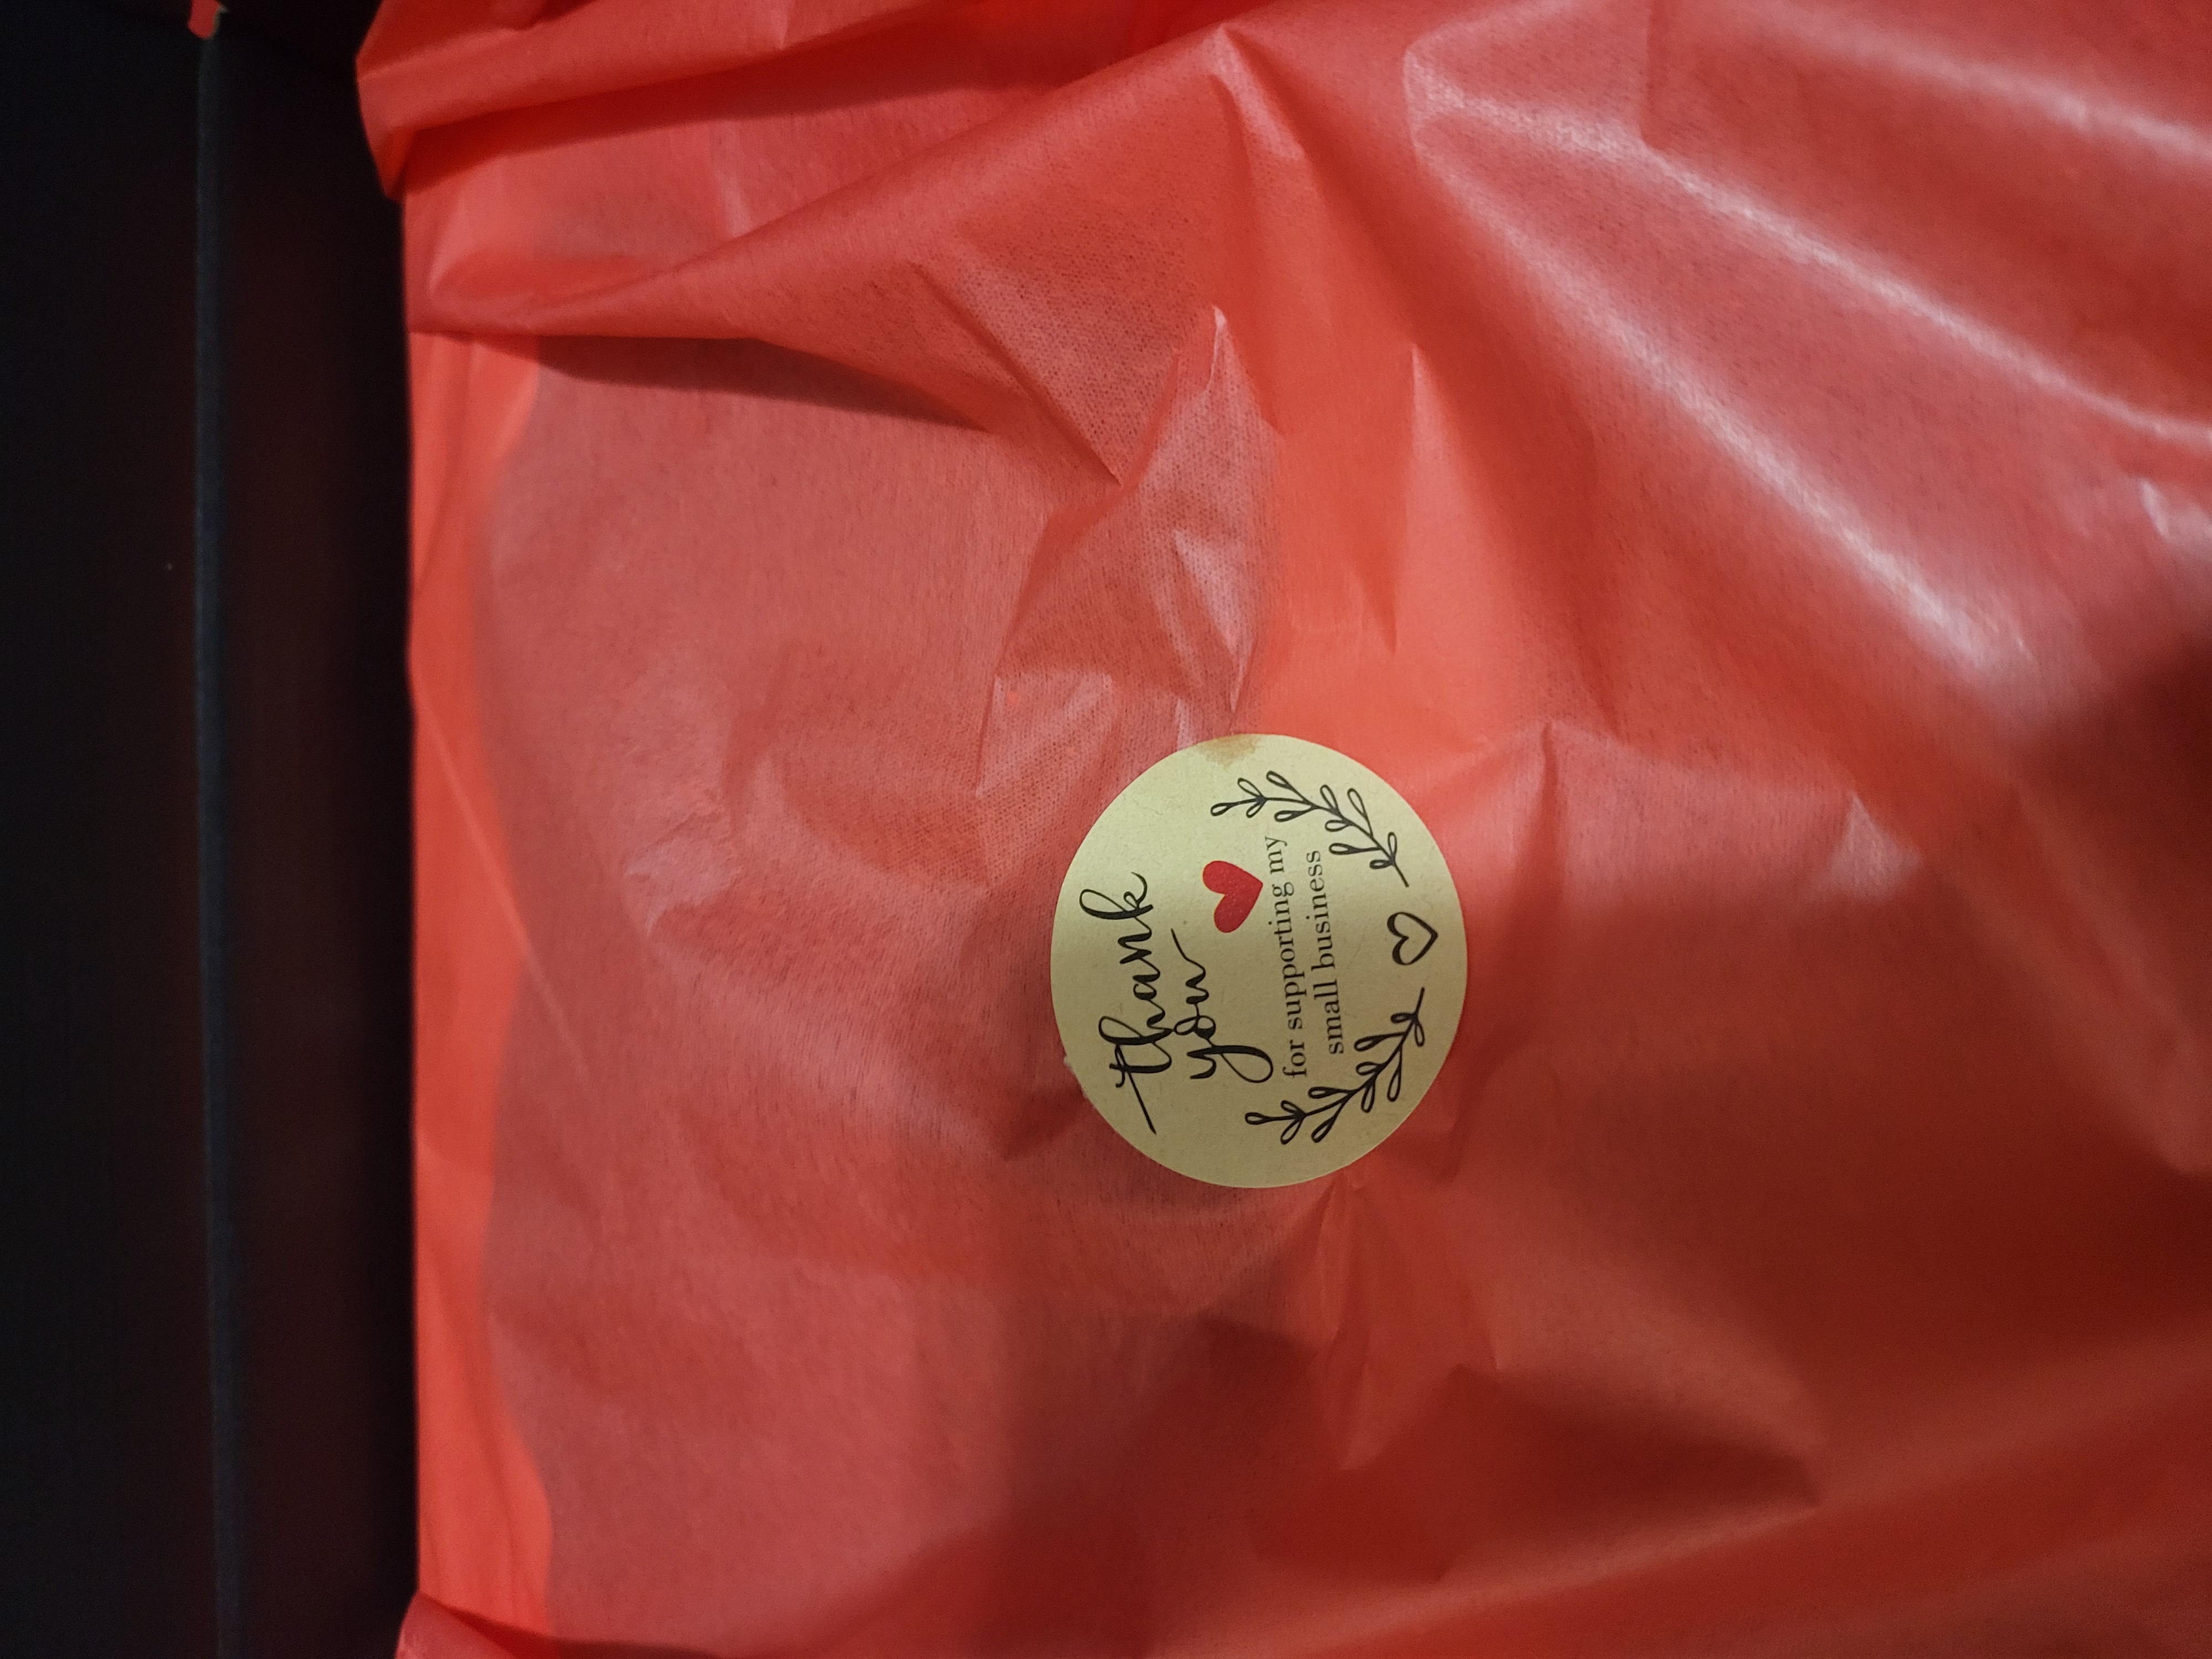 thank
you
for supporting my
small business